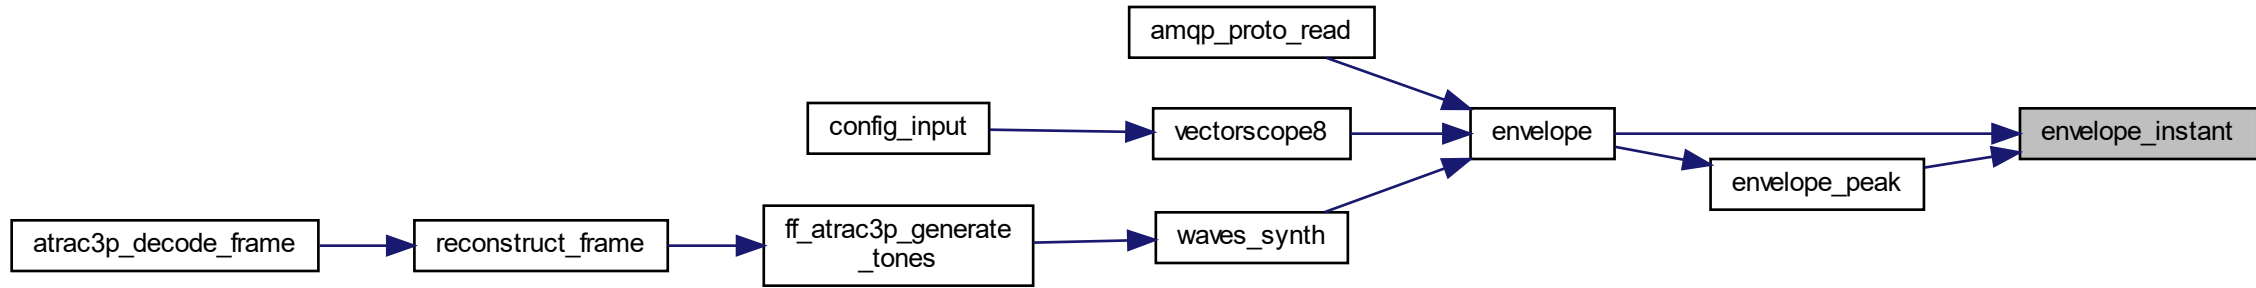 amqp_proto_read
config_input
vectorscope8
envelope
envelope_instant
envelope_peak
atrac3p_decode_frame
reconstruct_frame
ff_atrac3p_generate
_tones
waves_synth